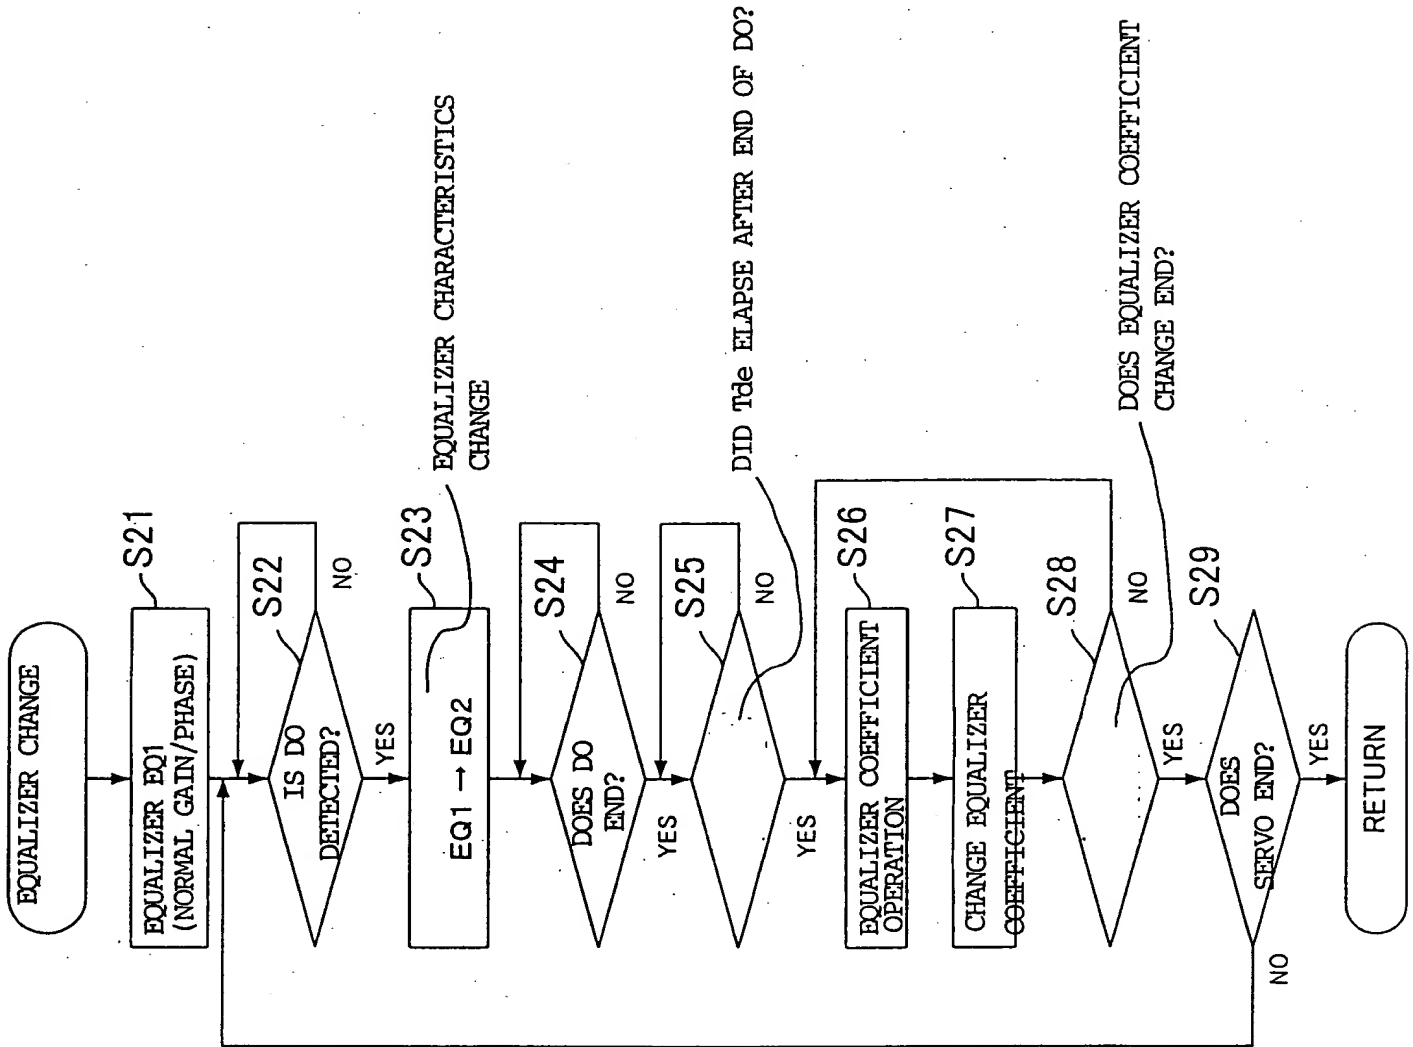 EQUALIZER CHANGE
EQUALIZER EQ1
(NORMAL GAIN/PHASE)
S21
IS DO
DETECTED?
S22
NO
YES
EQ1 → EQ2
S23
EQUALIZER CHARACTERISTICS
CHANGE
DOES DO
END?
S24
NO
YES
S25
DID Tde ELAPSE AFTER END OF DO?
NO
YES
EQUALIZER COEFFICIENT
OPERATION
S26
CHANGE EQUALIZER
COEFFICIENT
S27
S28
DOES EQUALIZER COEFFICIENT
CHANGE END?
NO
YES
DOES
SERVO END?
S29
NO
YES
RETURN